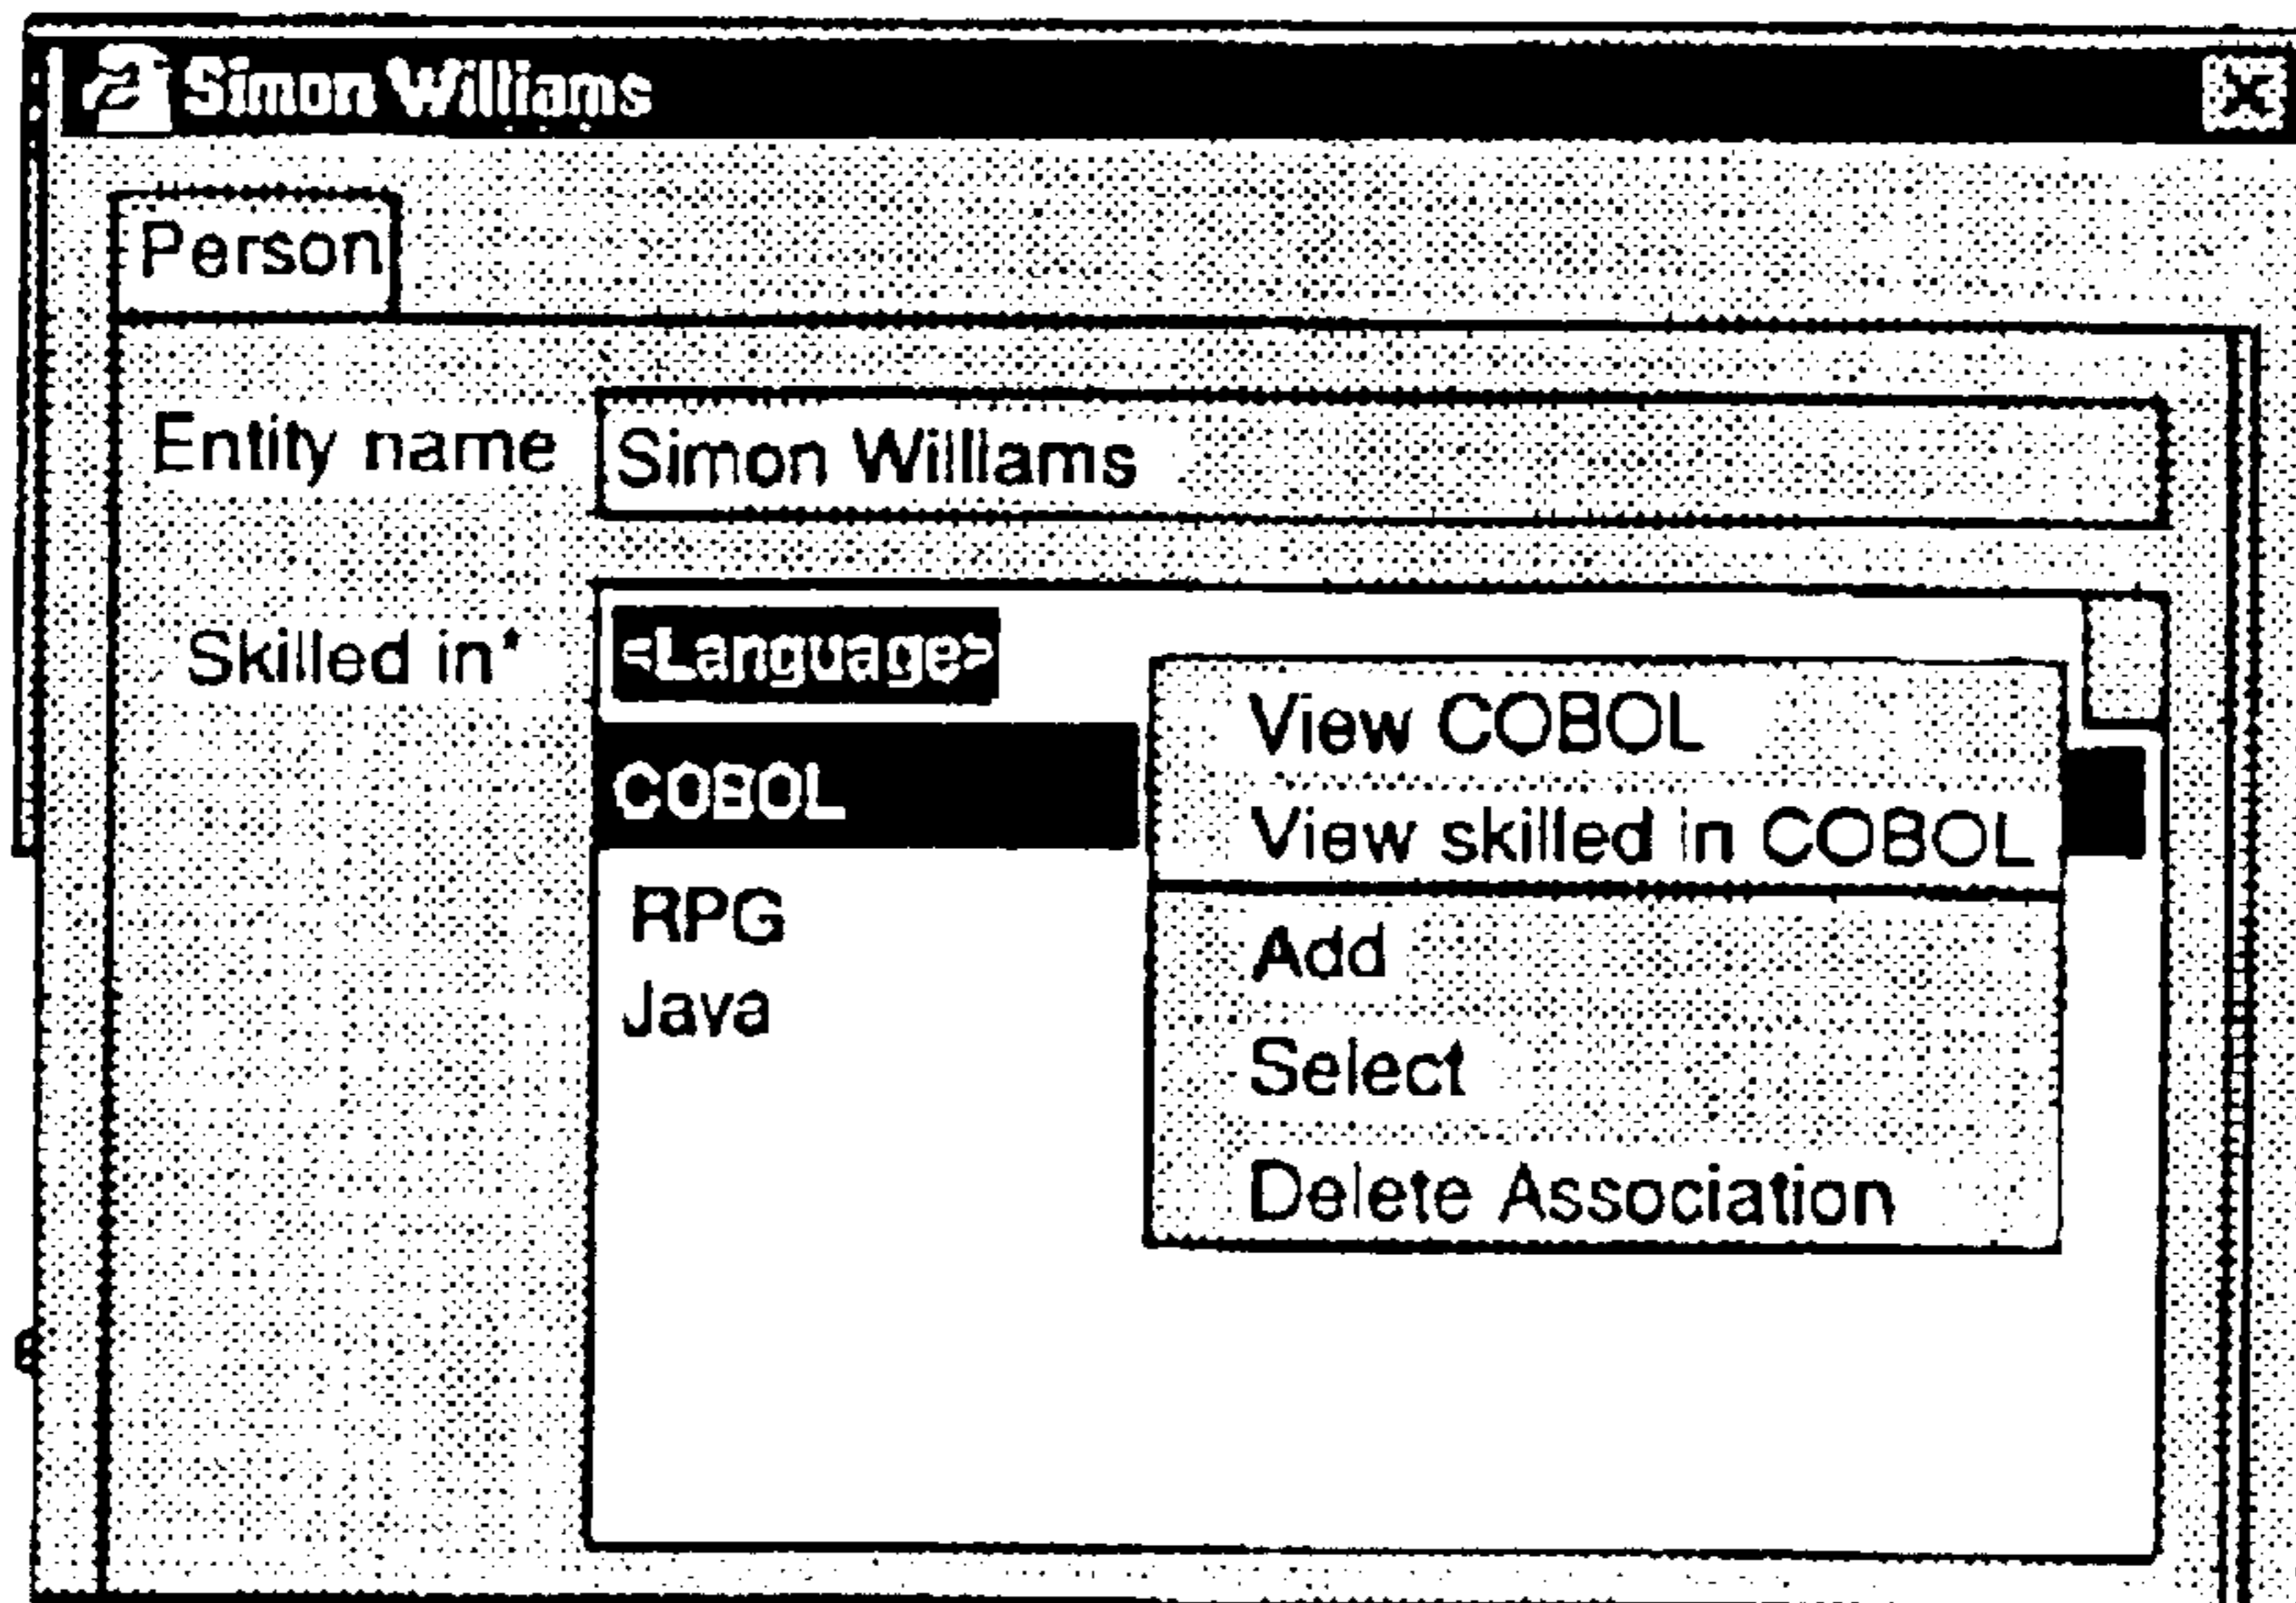 Simon Williams
Person
Entity name Simon Williams
Skilled in* <Language>
COBOL
RPG
Java
View COBOL
View skilled in COBOL
Add
Select
Delete Association